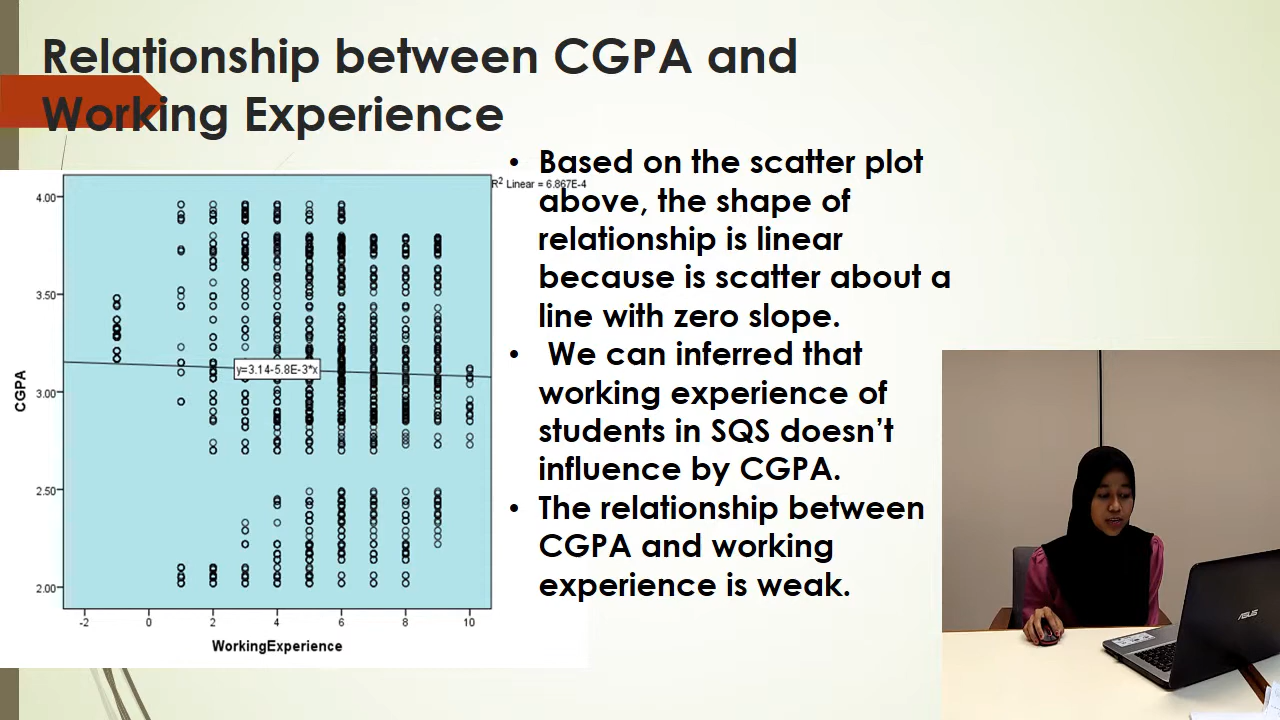 Relationship between CGPA and
Working Experience
• Based on the scatter plot
above, the shape of
relationship is linear
because is scatter about a
line with zero slope.
• We can inferred that
working experience of
students in SQS doesn’t
influence by CGPA.
• The relationship between
CGPA and working
experience is weak.
R² Linear = 6.867E-4
4.00
3.50
3.00
2.50
2.00
CGPA
y=3.14-5.8E-3*x
-2 0 2 4 6 8 10
WorkingExperience
ASUS